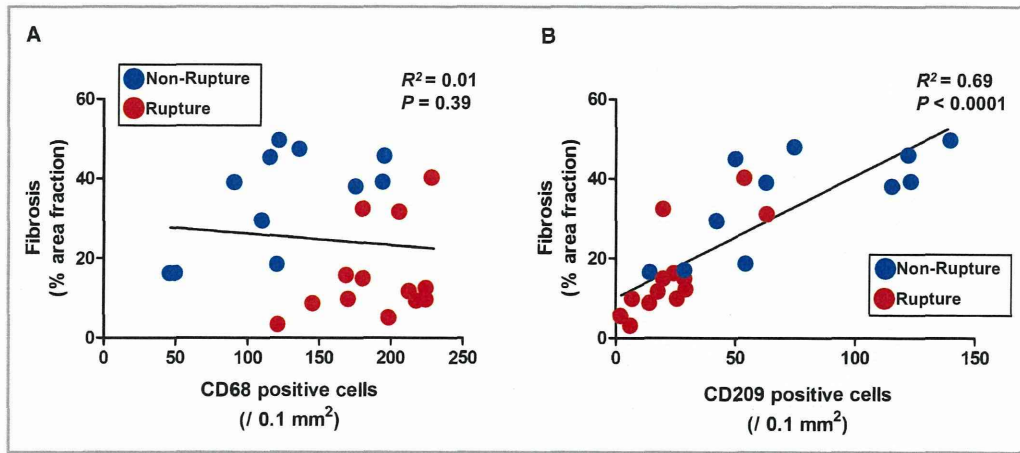 A
Non-Rupture
Rupture
R² = 0.01
P = 0.39
60
40
20
0
Fibrosis
(% area fraction)
0
50
100
150
200
250
CD68 positive cells
(/ 0.1 mm²)
B
R² = 0.69
P < 0.0001
60
40
20
0
Fibrosis
(% area fraction)
Non-Rupture
Rupture
0
50
100
150
CD209 positive cells
(/ 0.1 mm²)